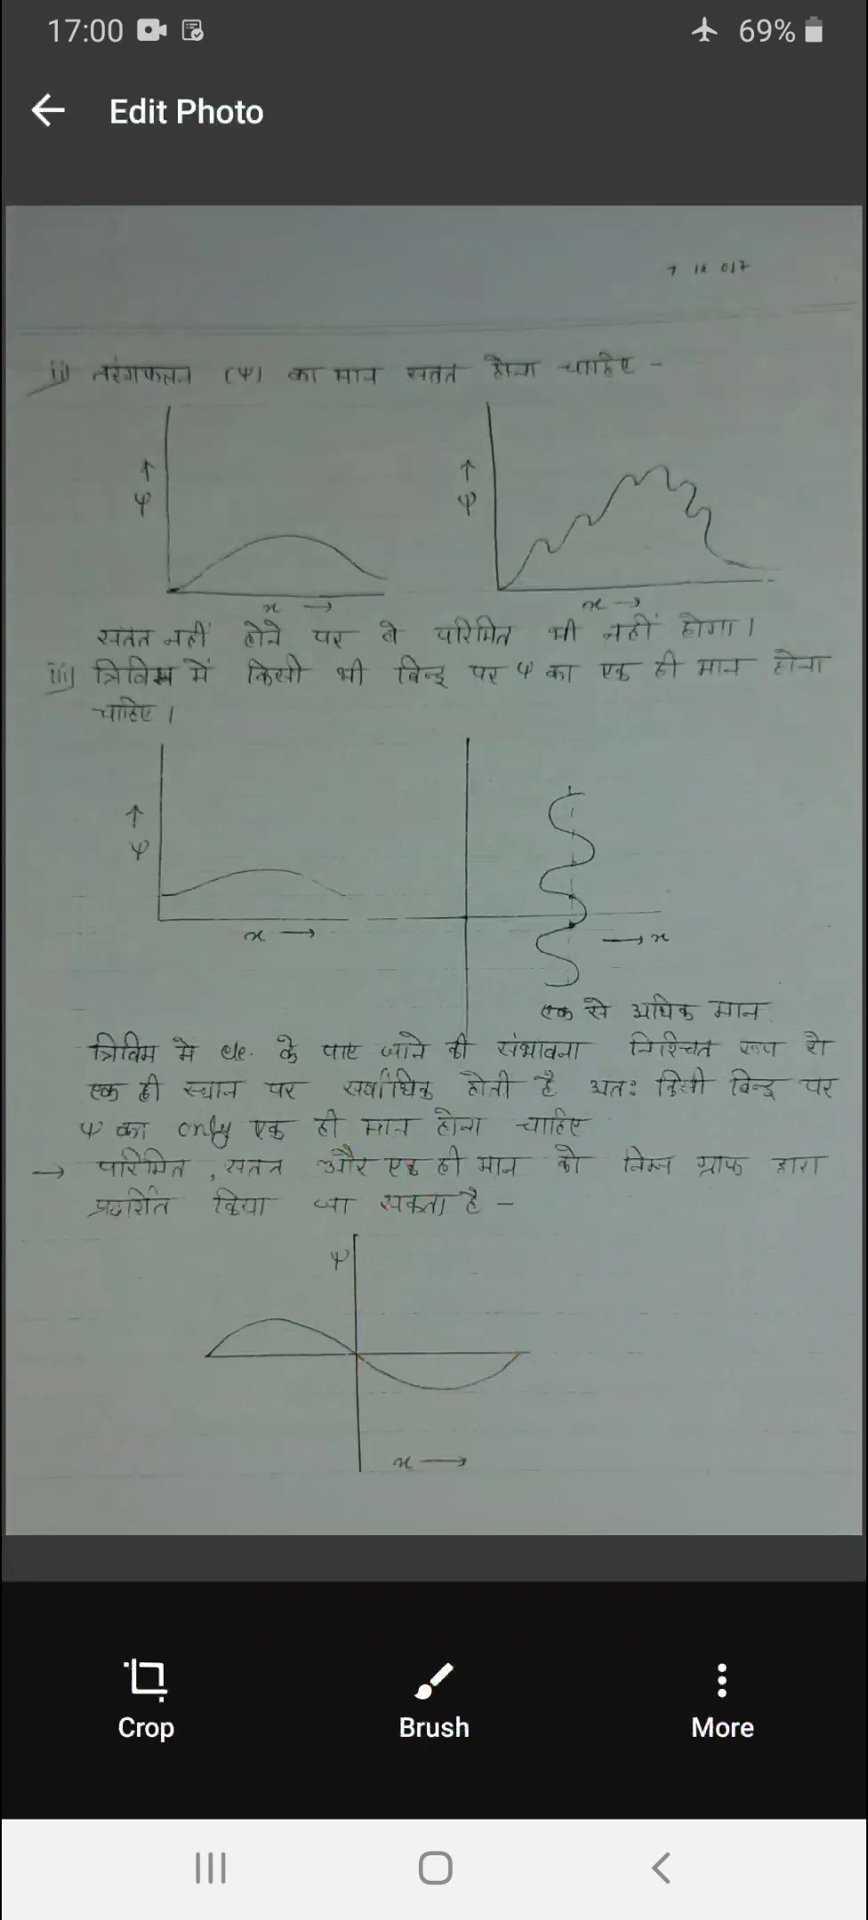 17:00
69%
Edit Photo
ii) तरंगफलन (Ψ) का मान सतत होना चाहिए -
↑ ↑
Ψ Ψ
x → x →
सतत नहीं होने पर वे परिमित भी नहीं होगा।
iii) त्रिविम में किसी भी बिन्दु पर Ψ का एक ही मान होना
चाहिए।
↑
Ψ
x → → x
एक से अधिक मान
त्रिविम मे ele. के पाए जाने की संभावना निश्चित रूप से
एक ही स्थान पर सर्वाधिक होती है अतः किसी बिन्दु पर
Ψ का only एक ही मान होना चाहिए
→ परिमित, सतत और एक ही मान को निम्न ग्राफ द्वारा
प्रदर्शित किया जा सकता है -
Ψ
x →
Crop Brush More